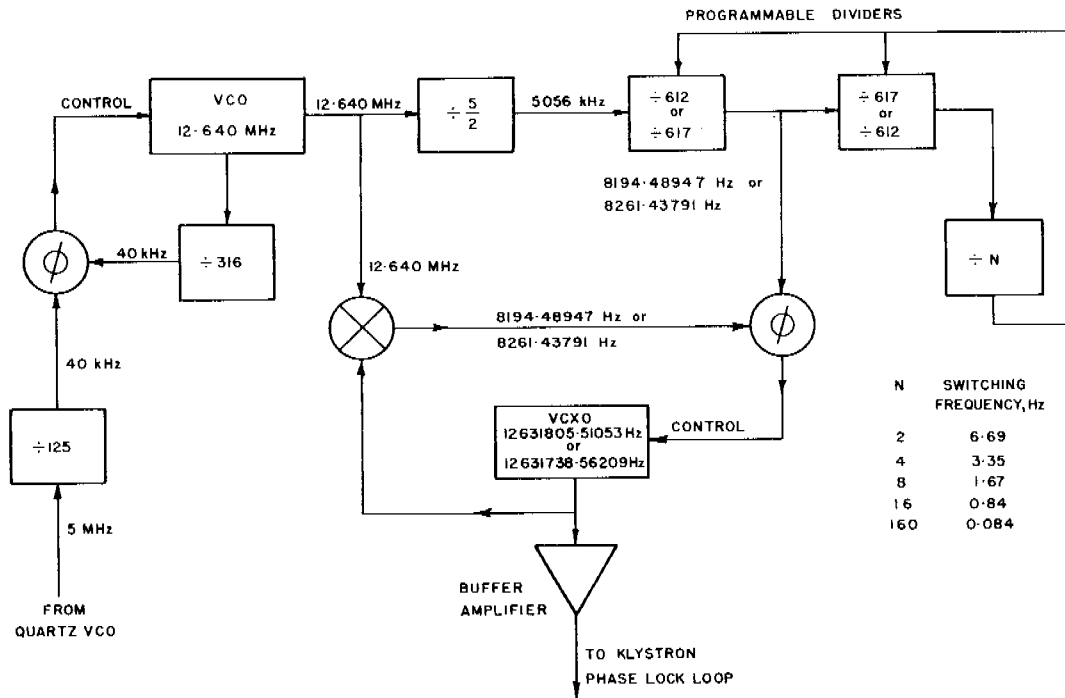 PROGRAMMABLE DIVIDERS
CONTROL
VCO
12·640 MHz
12·640 MHz
÷ 5/2
5056 kHz
÷612
or
÷617
÷617
or
÷612
8194·48947 Hz or
8261·43791 Hz
40 kHz
÷316
ϕ
12·640 MHz
÷ N
8194·48947 Hz or
8261·43791 Hz
ϕ
40 kHz
VCXO
12631805·51053Hz
or
12631738·56209Hz
CONTROL
N SWITCHING
FREQUENCY, Hz
2 6·69
4 3·35
8 1·67
16 0·84
160 0·084
÷125
5 MHz
FROM
QUARTZ VCO
BUFFER
AMPLIFIER
TO KLYSTRON
PHASE LOCK LOOP